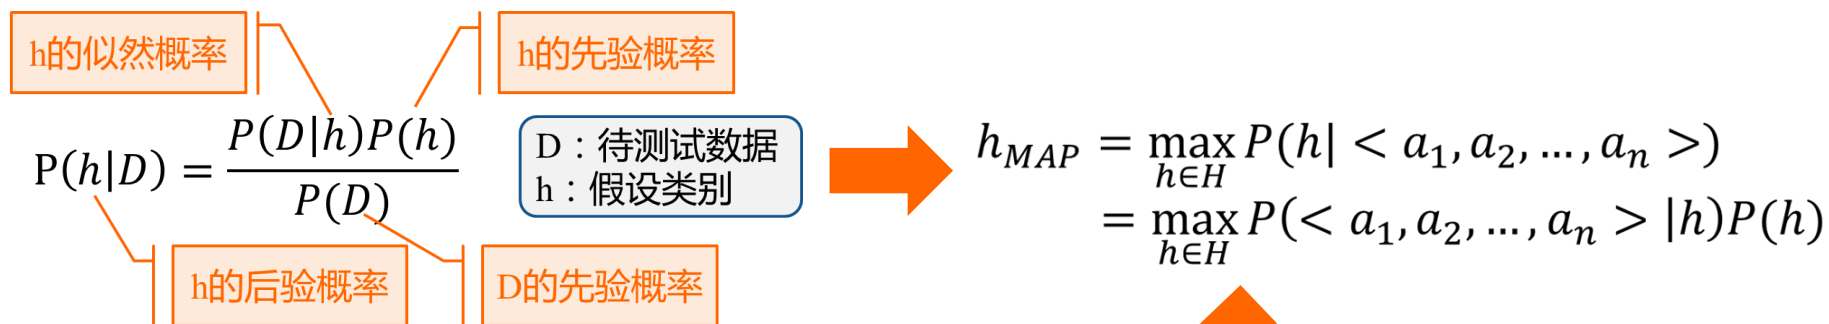 h的似然概率
h的先验概率
P(h|D) = P(D|h)P(h) / P(D)
D：待测试数据
h：假设类别
h的后验概率
D的先验概率
h_MAP = max_{h∈H} P(h| < a_1, a_2, ..., a_n >)
= max_{h∈H} P(< a_1, a_2, ..., a_n > |h)P(h)